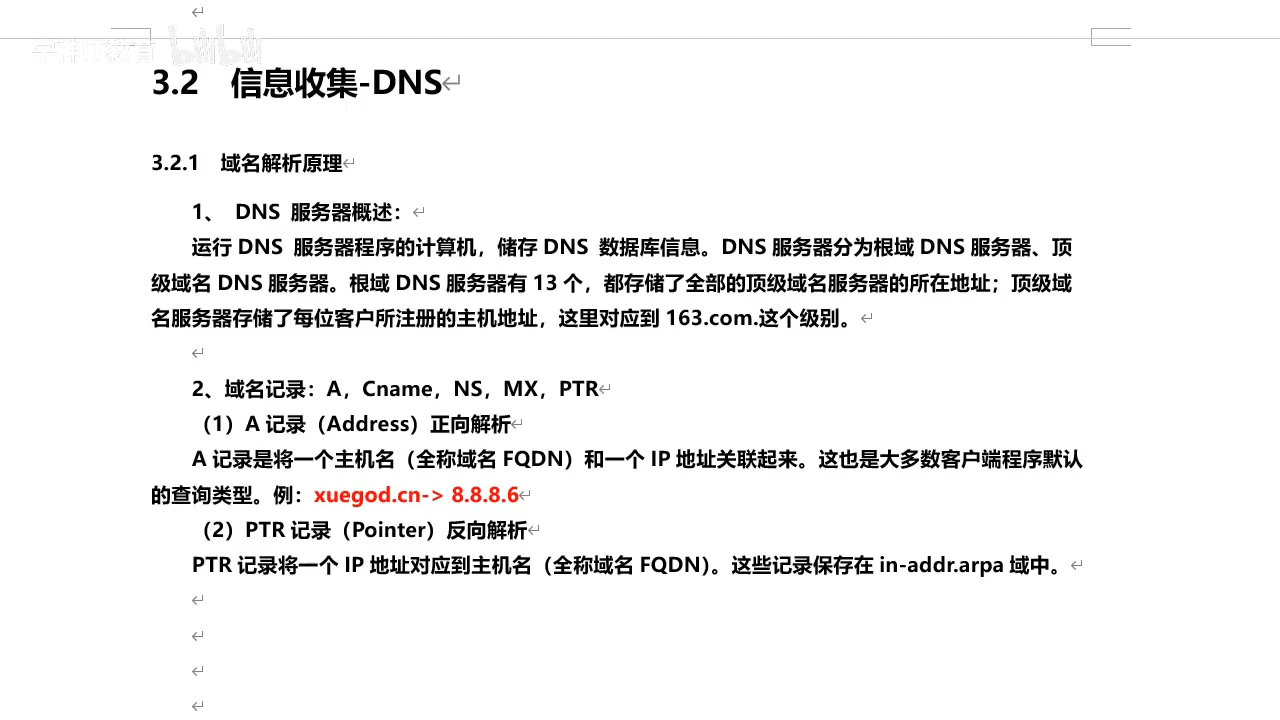 学神IT教育 bilibili
3.2 信息收集-DNS
3.2.1 域名解析原理
1、 DNS 服务器概述：
运行 DNS 服务器程序的计算机，储存 DNS 数据库信息。DNS 服务器分为根域 DNS 服务器、顶
级域名 DNS 服务器。根域 DNS 服务器有 13 个，都存储了全部的顶级域名服务器的所在地址；顶级域
名服务器存储了每位客户所注册的主机地址，这里对应到 163.com.这个级别。
2、域名记录：A，Cname，NS，MX，PTR
（1）A 记录（Address）正向解析
A 记录是将一个主机名（全称域名 FQDN）和一个 IP 地址关联起来。这也是大多数客户端程序默认
的查询类型。例：xuegod.cn-> 8.8.8.6
（2）PTR 记录（Pointer）反向解析
PTR 记录将一个 IP 地址对应到主机名（全称域名 FQDN）。这些记录保存在 in-addr.arpa 域中。